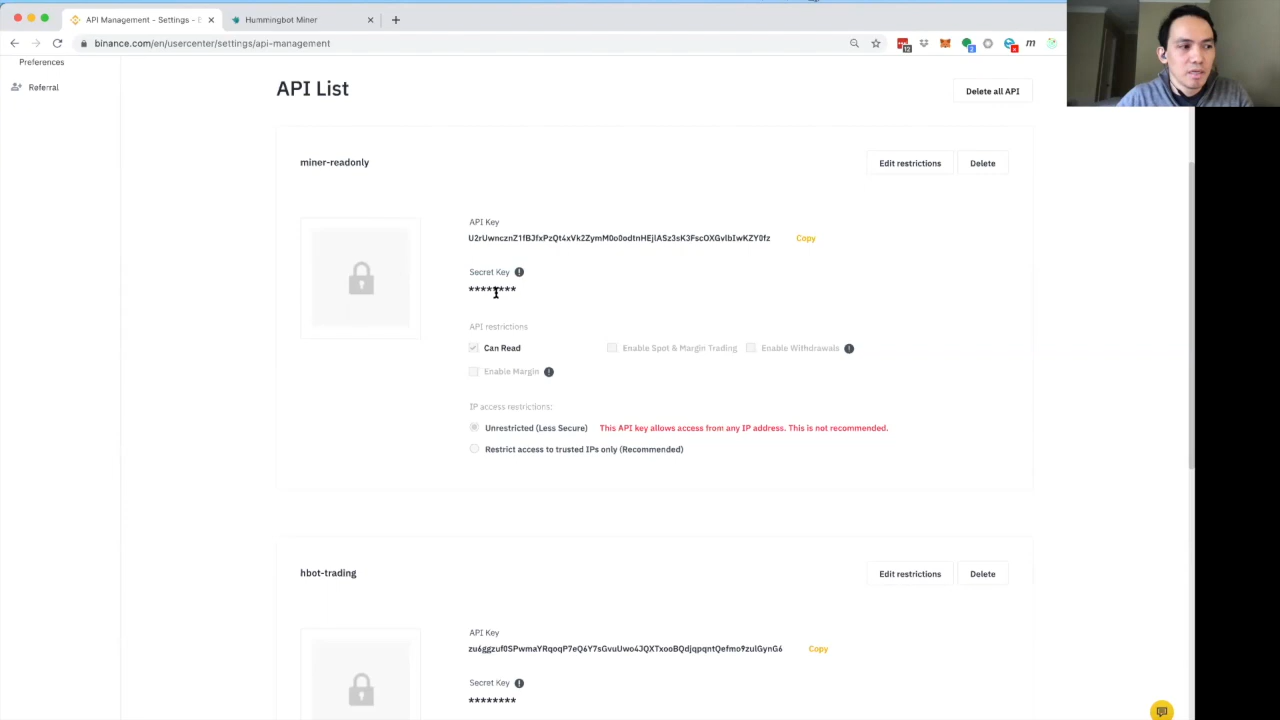 API Management - Settings - E
Hummingbot Miner
binance.com/en/usercenter/settings/api-management
12
2
m
Preferences
Referral
API List
Delete all API
miner-readonly
Edit restrictions
Delete
API Key
U2rUwncznZ1fBJfxPzQt4xVk2ZymM0o0odtnHEjlASz3sK3FscOXGvlbIwKZY0fz
Copy
Secret Key
********
API restrictions
Can Read
Enable Spot & Margin Trading
Enable Withdrawals
Enable Margin
IP access restrictions:
Unrestricted (Less Secure)
This API key allows access from any IP address. This is not recommended.
Restrict access to trusted IPs only (Recommended)
hbot-trading
Edit restrictions
Delete
API Key
zu6ggzuf0SPwmaYRqoqP7eQ6Y7sGvuUwo4JQXTxooBQdjqpqntQefmo9zulGynG6
Copy
Secret Key
********